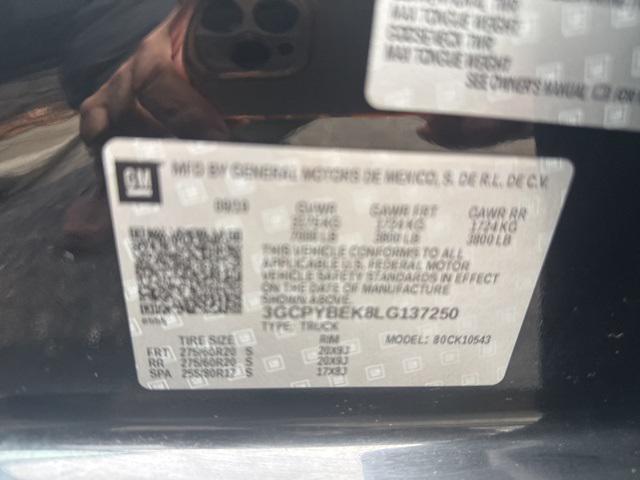 MAX TONGUE WEIGHT:
GOOSENECK TWR:
MAX TONGUE WEIGHT:
SEE OWNER'S MANUAL FOR
GM
MFD BY GENERAL MOTORS DE MEXICO, S. DE R.L. DE C.V.
GVWR GAWR FRT GAWR RR
KG 1724 KG 1724 KG
LB 3800 LB 3800 LB
THIS VEHICLE CONFORMS TO ALL
APPLICABLE U.S. FEDERAL MOTOR
VEHICLE SAFETY STANDARDS IN EFFECT
ON THE DATE OF MANUFACTURE
SHOWN ABOVE.
3GCPYBEK8LG137250
TYPE: TRUCK
MODEL: 80CK10543
TIRE SIZE RIM
FRT 275/60R20 S 20X9J
RR 275/60R20 S 20X9J
SPA 255/80R17 S 17X8J